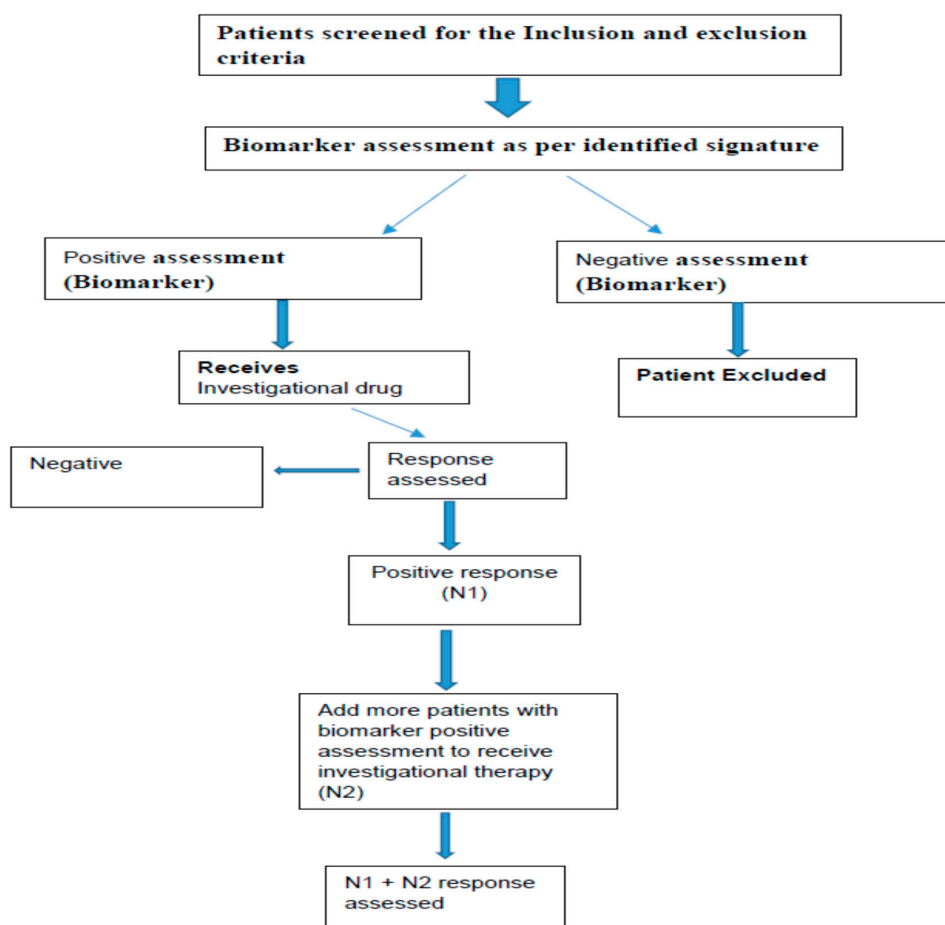 Patients screened for the Inclusion and exclusion
criteria
Biomarker assessment as per identified signature
Positive assessment
(Biomarker)
Negative assessment
(Biomarker)
Receives
Investigational drug
Patient Excluded
Negative
Response
assessed
Positive response
(N1)
Add more patients with
biomarker positive
assessment to receive
investigational therapy
(N2)
N1 + N2 response
assessed